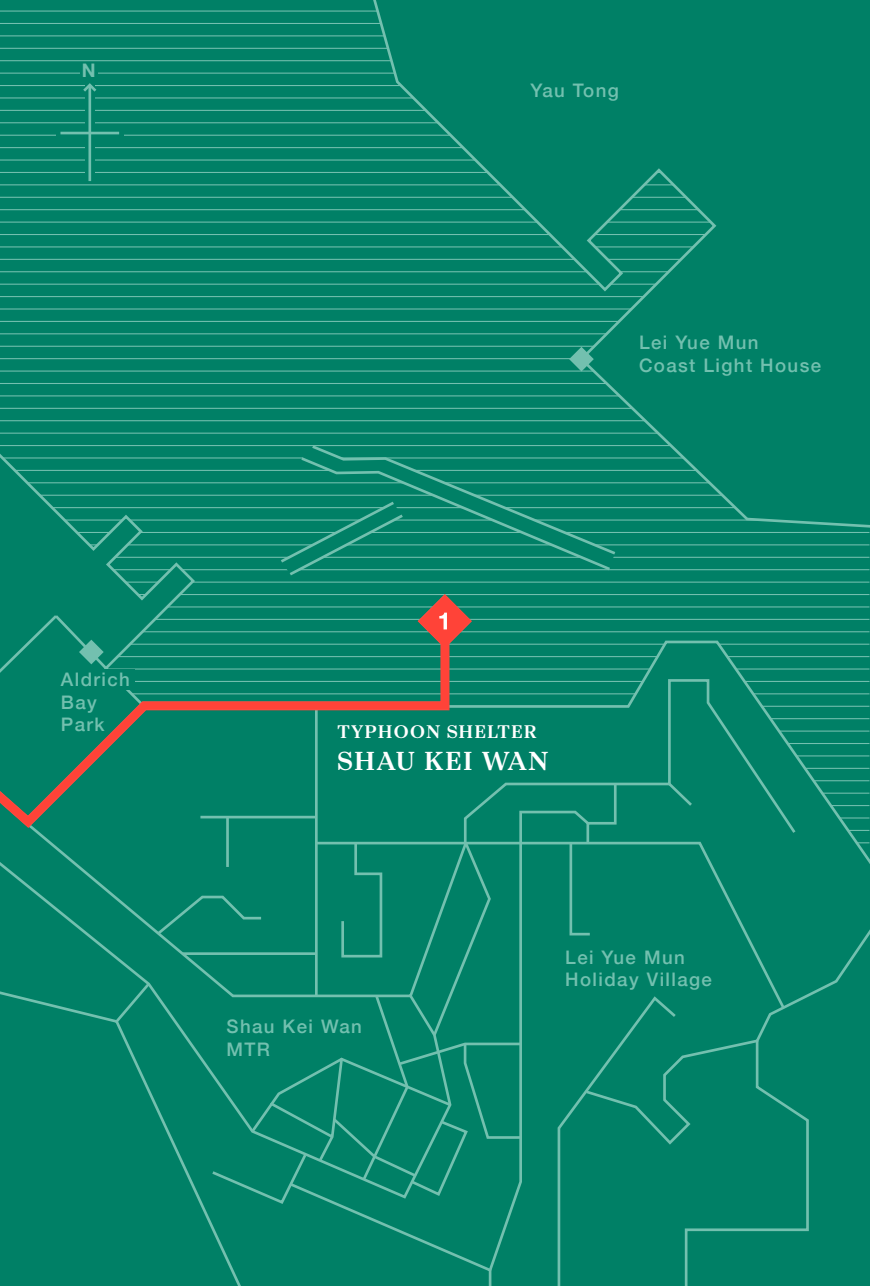 N
Yau Tong
Lei Yue Mun
Coast Light House
1
Aldrich
Bay
Park
TYPHOON SHELTER
SHAU KEI WAN
Lei Yue Mun
Holiday Village
Shau Kei Wan
MTR